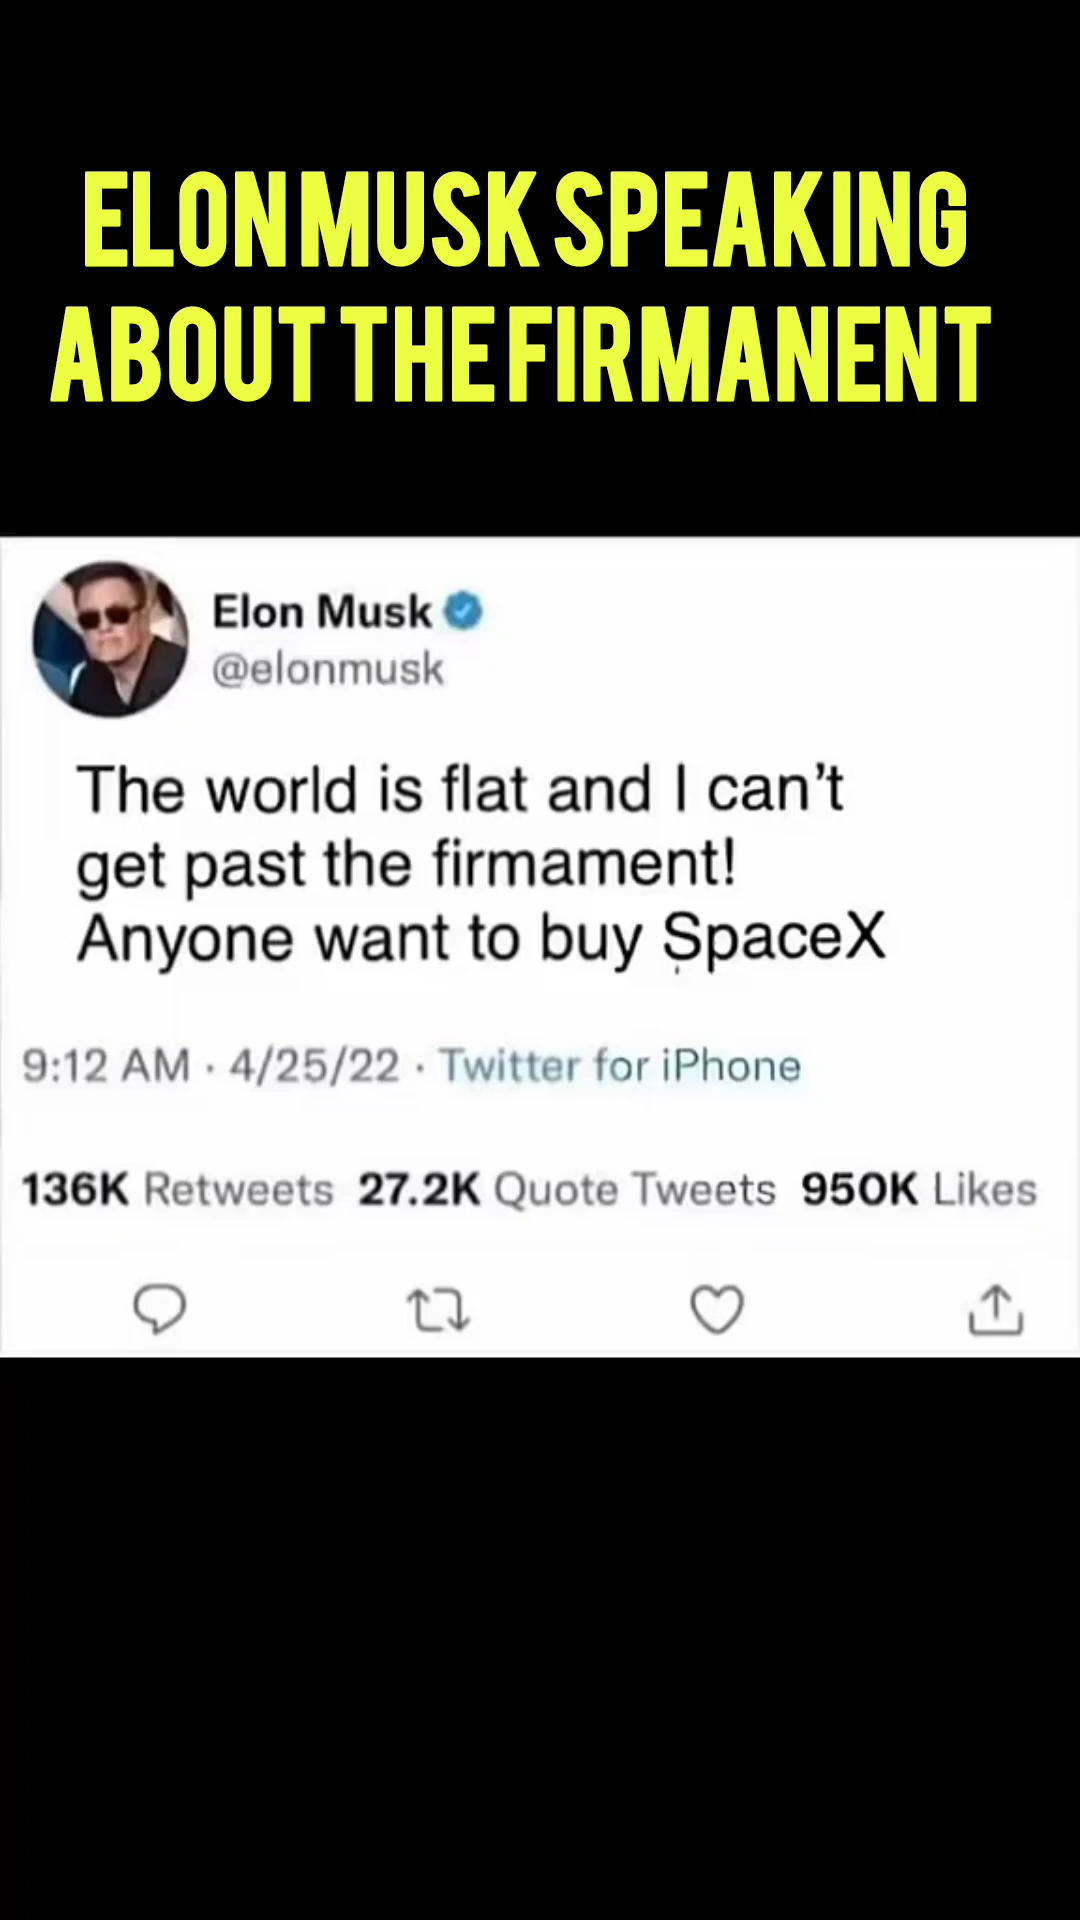 ELON MUSK SPEAKING
ABOUT THE FIRMANENT
Elon Musk
@elonmusk
The world is flat and I can't
get past the firmament!
Anyone want to buy SpaceX
9:12 AM · 4/25/22 · Twitter for iPhone
136K Retweets 27.2K Quote Tweets 950K Likes